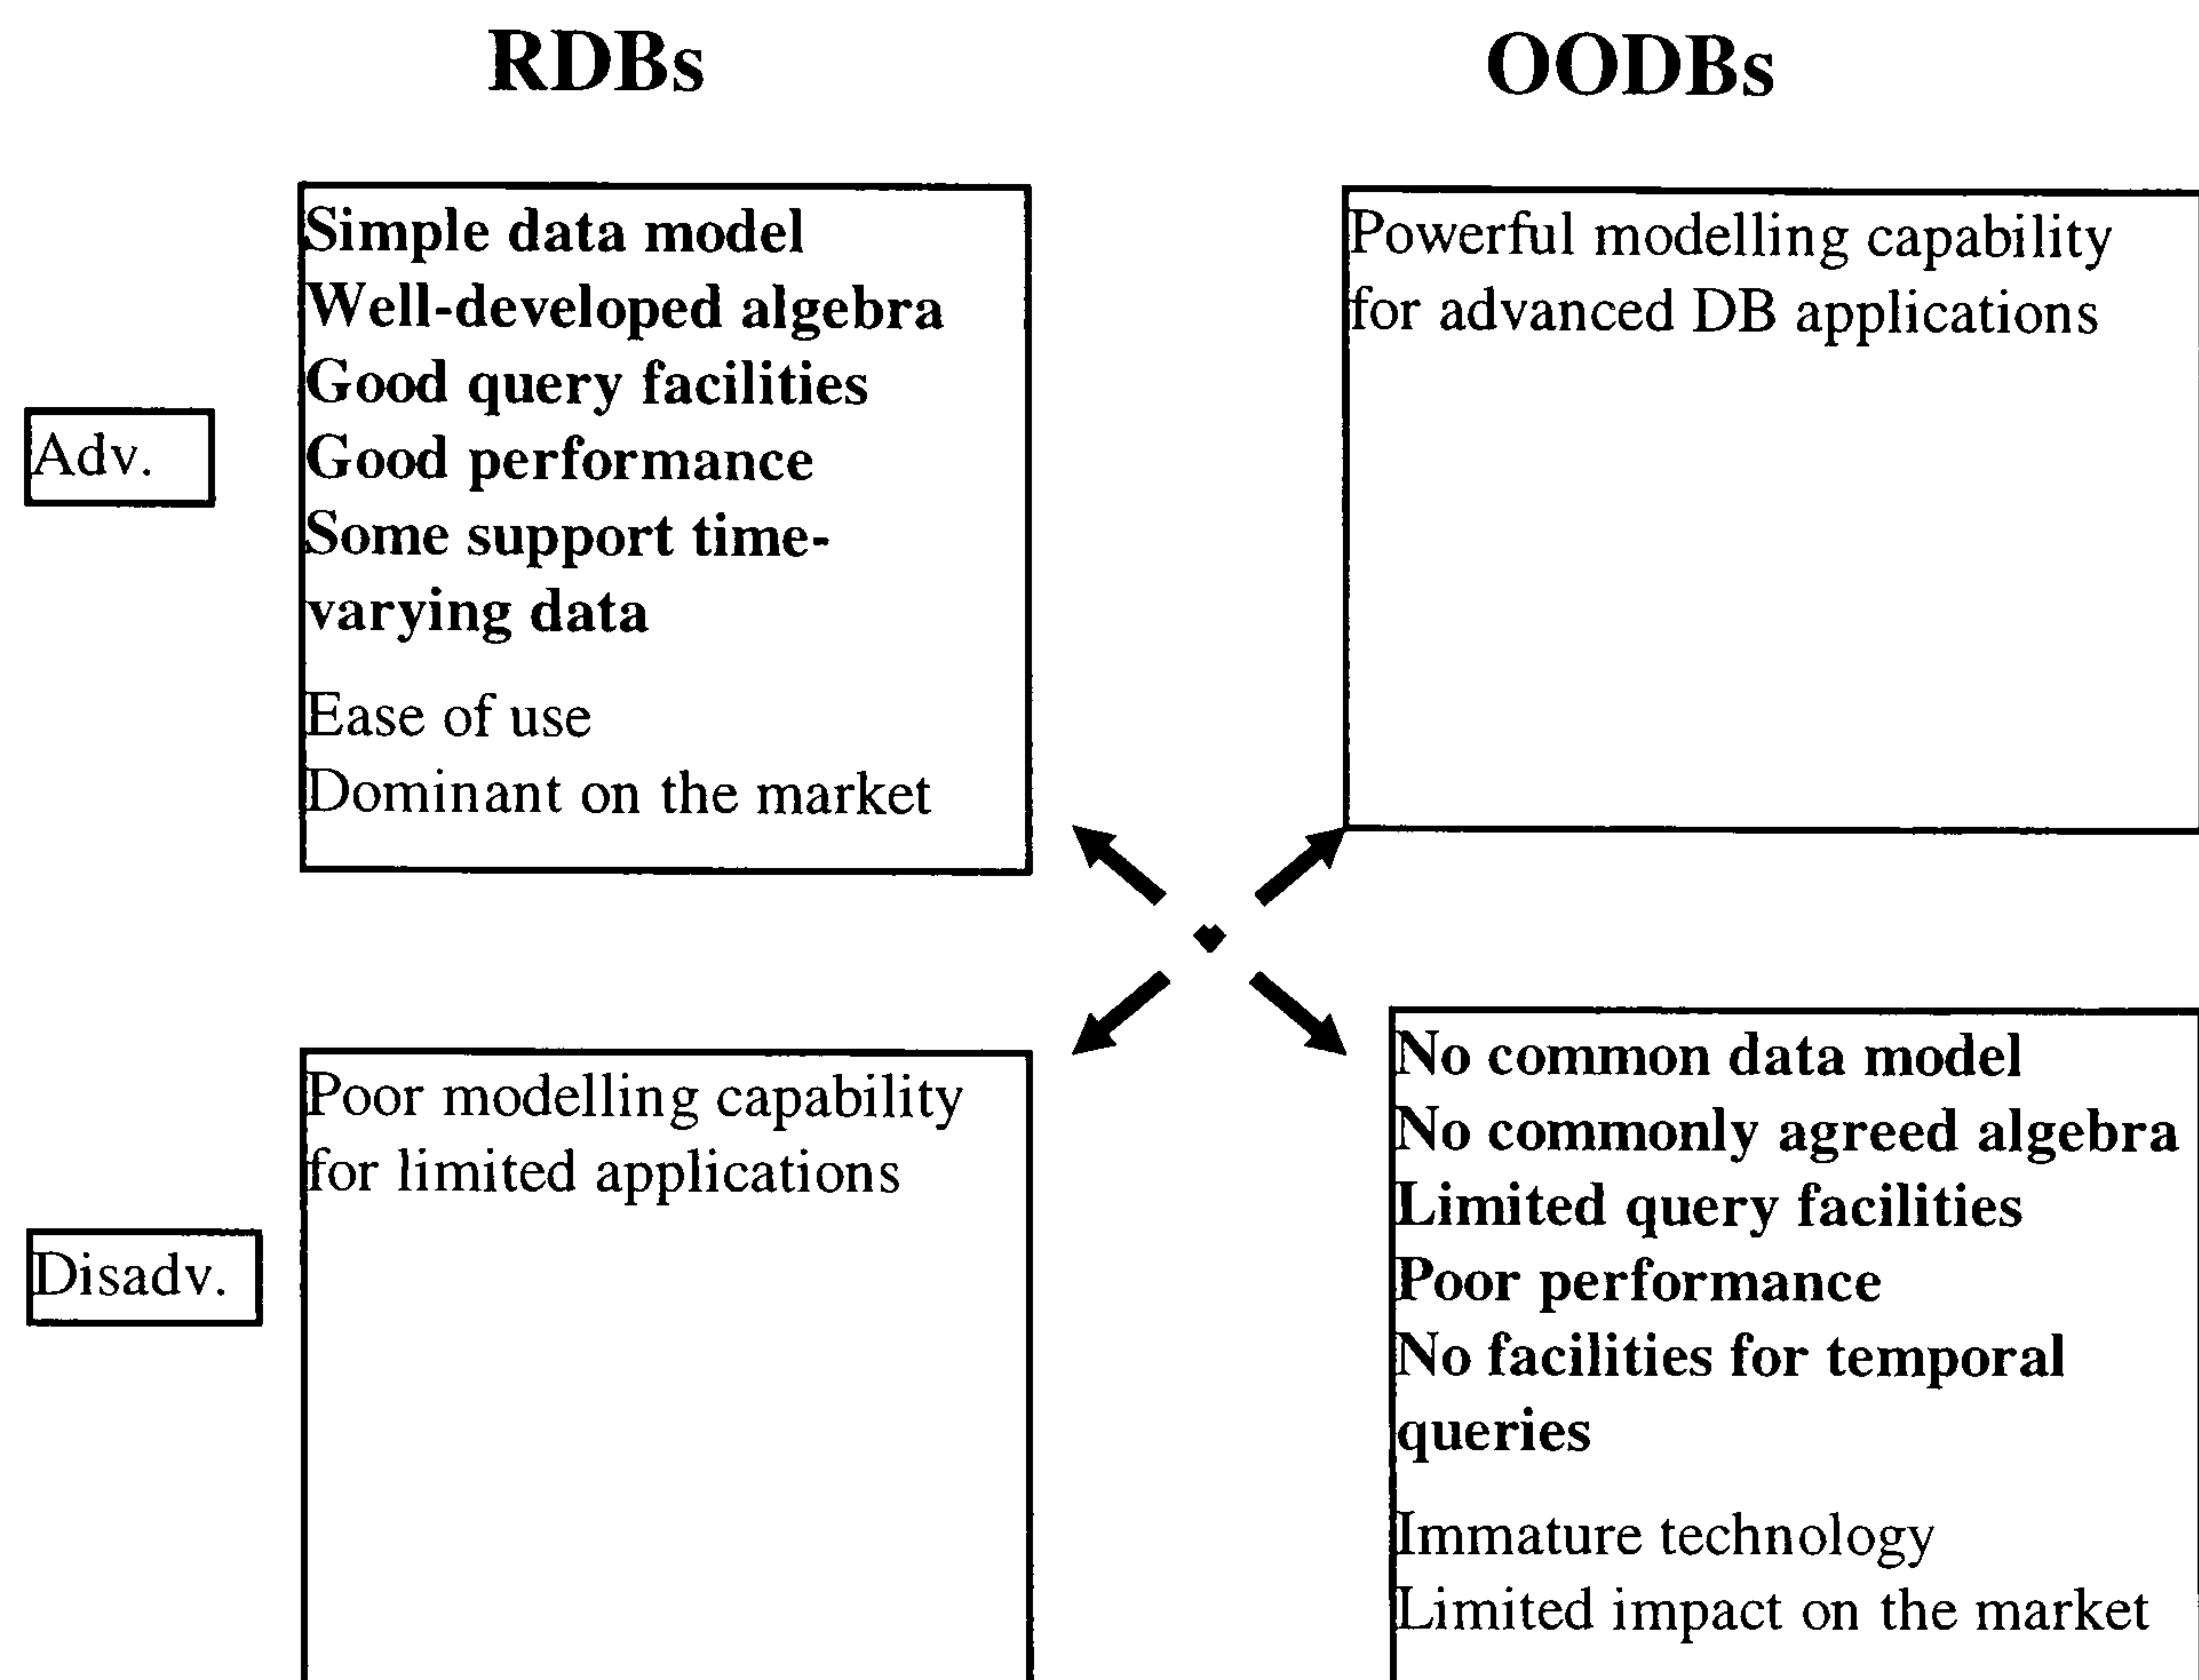 RDBs
OODBs
Adv.
Simple data model
Well-developed algebra
Good query facilities
Good performance
Some support time-
varying data
Ease of use
Dominant on the market
Powerful modelling capability
for advanced DB applications
Disadv.
Poor modelling capability
for limited applications
No common data model
No commonly agreed algebra
Limited query facilities
Poor performance
No facilities for temporal
queries
Immature technology
Limited impact on the market